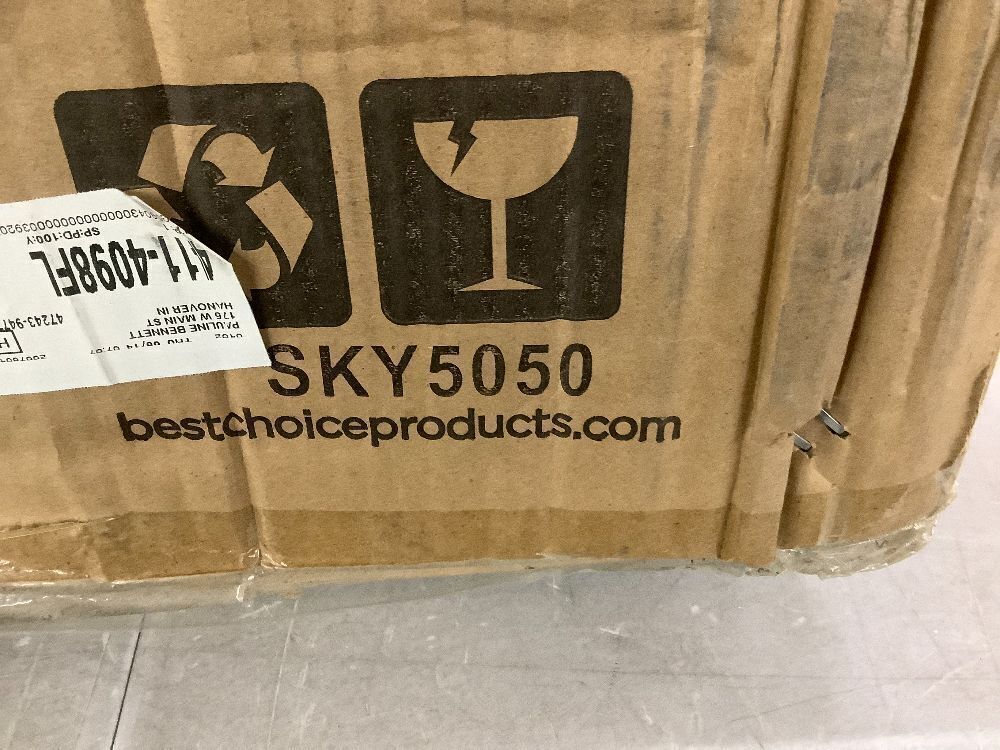 SKY5050
bestchoiceproducts.com
PAULINE BENNETT
176 W MAIN ST
HANOVER IN
411-4098FL
SP:PD:100:Y